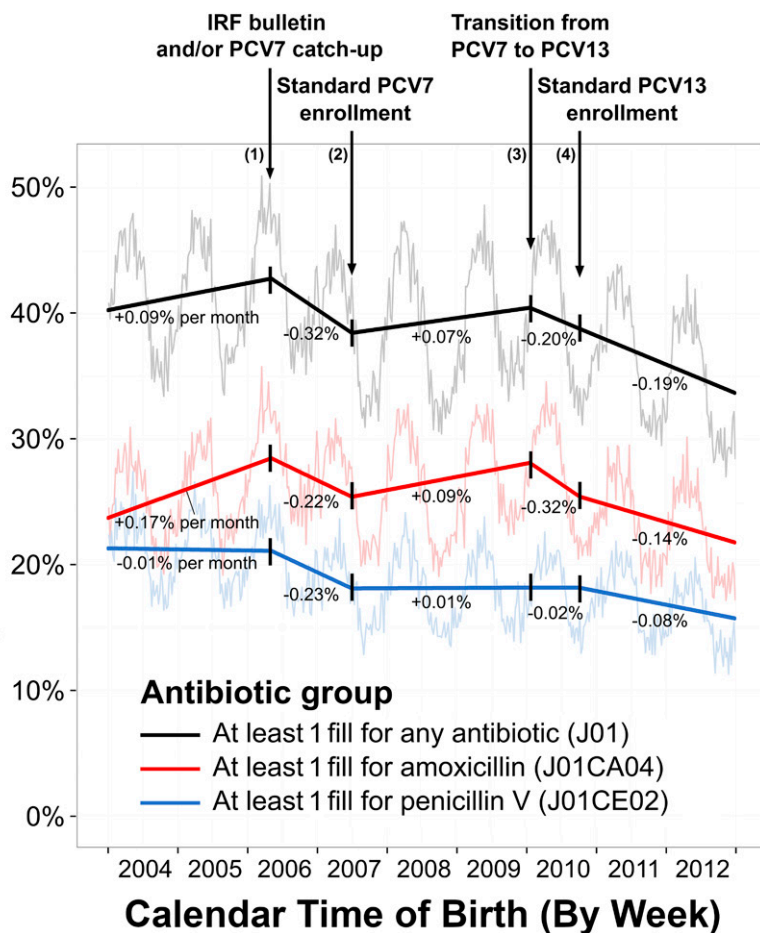 IRF bulletin
and/or PCV7 catch-up
Transition from
PCV7 to PCV13
Standard PCV7
enrollment
Standard PCV13
enrollment
(1)
(2)
(3)
(4)
50%
40%
30%
20%
10%
0%
+0.09% per month
-0.32%
+0.07%
-0.20%
-0.19%
+0.17% per month
-0.22%
+0.09%
-0.32%
-0.14%
-0.01% per month
-0.23%
+0.01%
-0.02%
-0.08%
Antibiotic group
At least 1 fill for any antibiotic (J01)
At least 1 fill for amoxicillin (J01CA04)
At least 1 fill for penicillin V (J01CE02)
2004 2005 2006 2007 2008 2009 2010 2011 2012
Calendar Time of Birth (By Week)